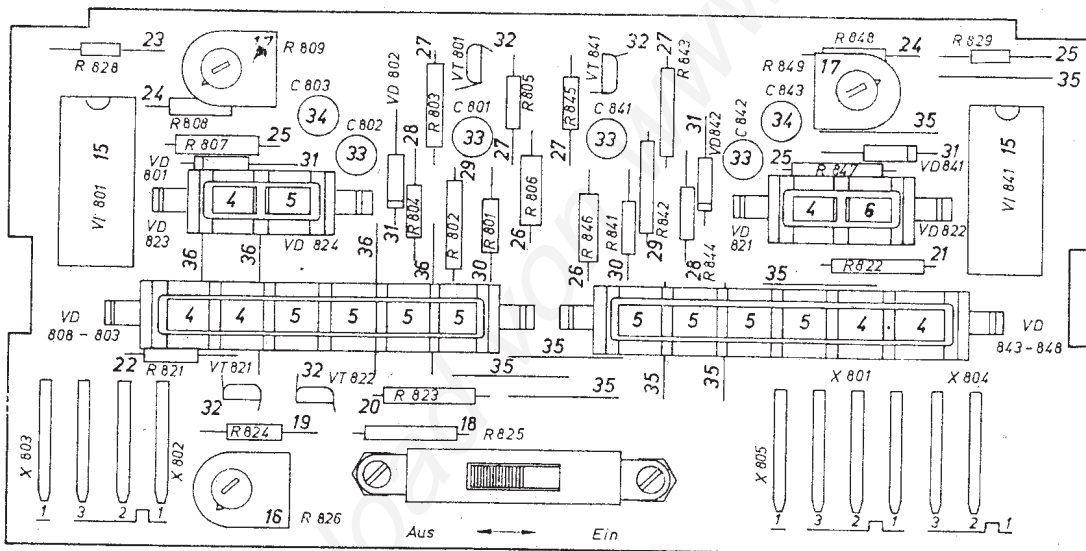 23
R 828
17
R 809
VD 802
27
VT 801
32
VT 841
32
27
R 843
R 848
24
R 829
25
35
24
R 808
C 803
34
R 803
C 801
33
R 805
R 845
C 841
33
R 849
17
C 843
34
C 842
33
35
15
VI 801
R 807
25
C 802
33
28
29
27
27
31
VD 842
25
31
VD 841
R 847
15
VI 841
VD 801
31
4
5
VD 823
VD 824
36
36
36
31
R 804
36
R 802
R 801
30
R 806
26
R 846
26
R 841
30
R 842
29
28
R 844
VD 821
4
6
VD 822
21
R 822
35
VD 808 - 803
4
4
5
5
5
5
5
5
5
5
4
4
VD 843-848
22
R 821
VT 821
32
32
VT 822
35
35
35
35
35
X 801
X 804
R 823
20
R 824
19
18
R 825
X 803
X 802
X 805
16
R 826
Aus
Ein
1
3
2
1
1
3
2
1
3
2
1